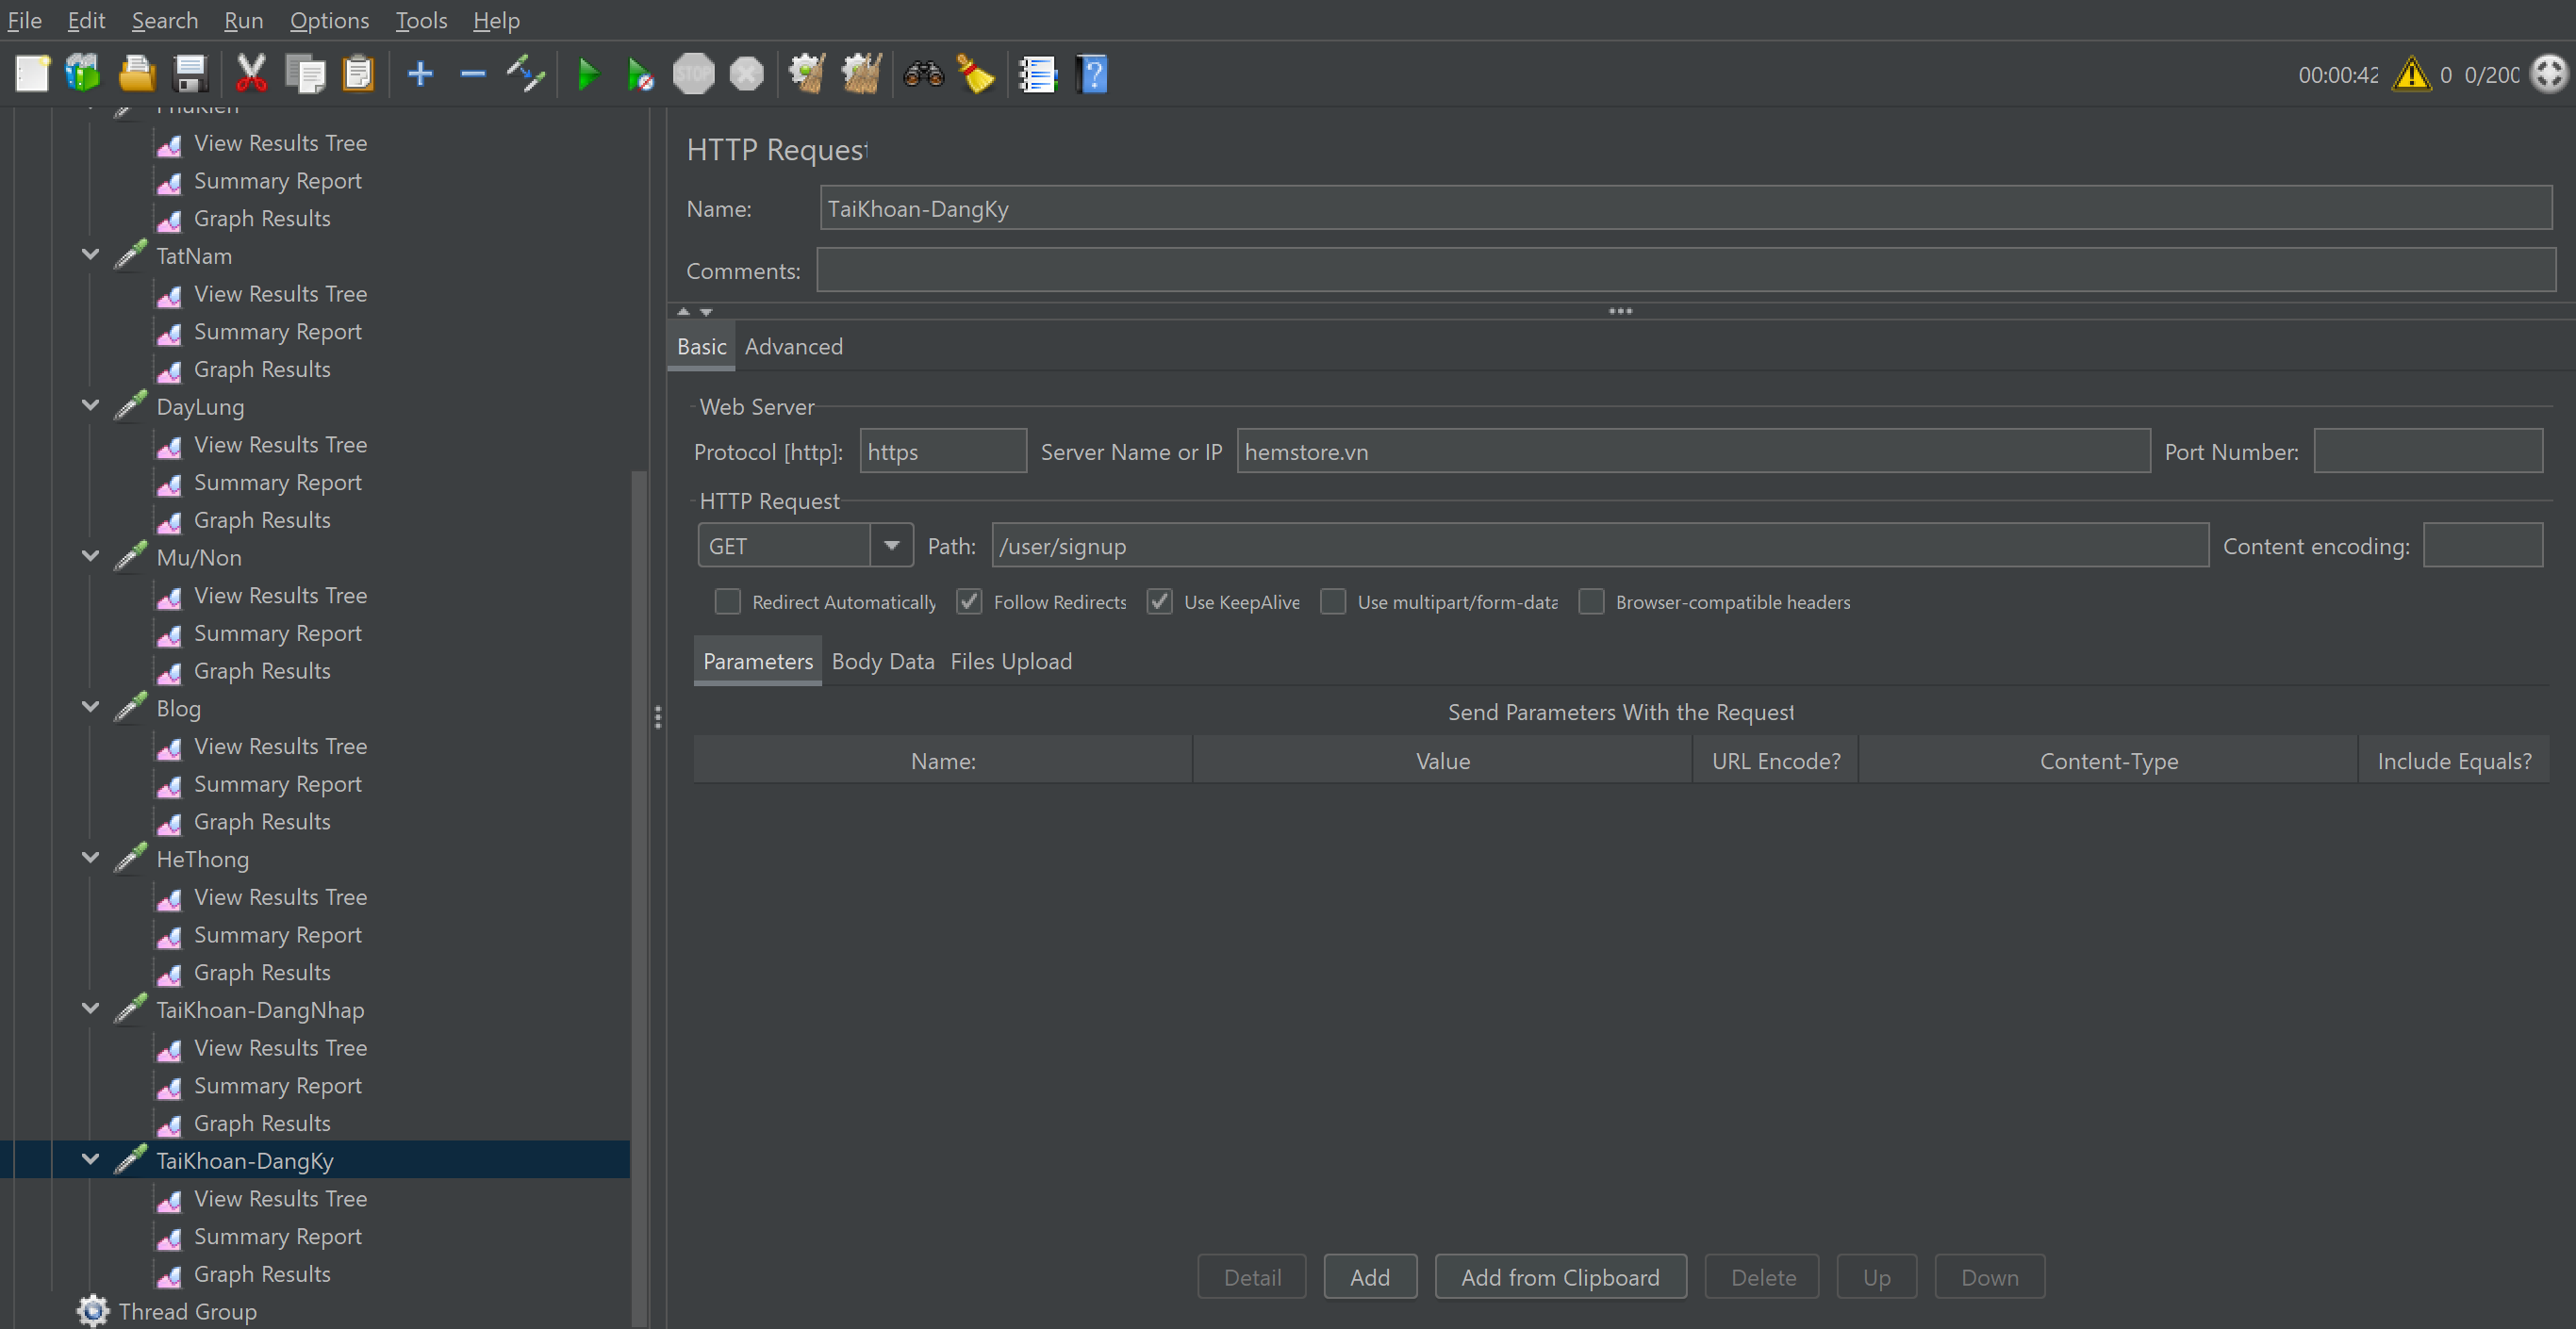 File Edit Search Run Options Tools Help
00:00:42 0 0/200
PhuKien
View Results Tree
Summary Report
Graph Results
TatNam
View Results Tree
Summary Report
Graph Results
DayLung
View Results Tree
Summary Report
Graph Results
Mu/Non
View Results Tree
Summary Report
Graph Results
Blog
View Results Tree
Summary Report
Graph Results
HeThong
View Results Tree
Summary Report
Graph Results
TaiKhoan-DangNhap
View Results Tree
Summary Report
Graph Results
TaiKhoan-DangKy
View Results Tree
Summary Report
Graph Results
Thread Group
HTTP Request
Name: TaiKhoan-DangKy
Comments:
Basic Advanced
Web Server
Protocol [http]: https Server Name or IP hemstore.vn Port Number:
HTTP Request
GET Path: /user/signup Content encoding:
Redirect Automatically Follow Redirects Use KeepAlive Use multipart/form-data Browser-compatible headers
Parameters Body Data Files Upload
Send Parameters With the Request
Name: Value URL Encode? Content-Type Include Equals?
Detail Add Add from Clipboard Delete Up Down
STOP